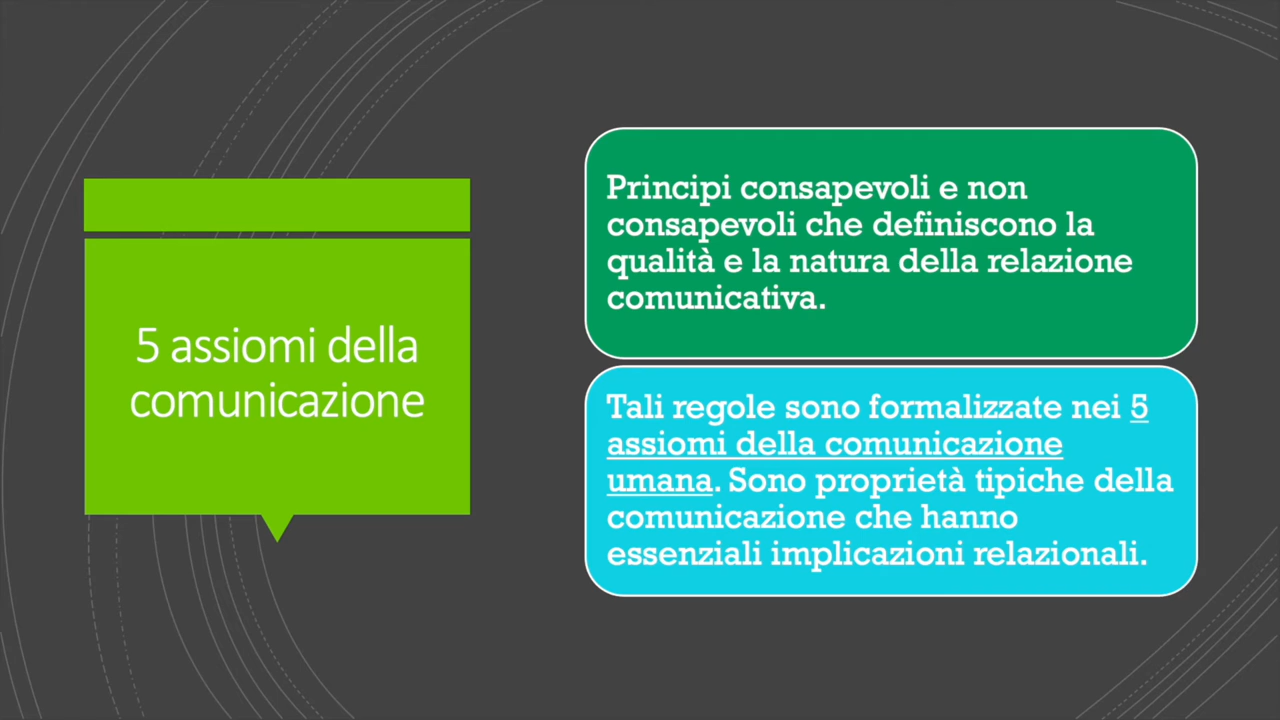 5 assiomi della
comunicazione
Principi consapevoli e non
consapevoli che definiscono la
qualità e la natura della relazione
comunicativa.
Tali regole sono formalizzate nei 5
assiomi della comunicazione
umana. Sono proprietà tipiche della
comunicazione che hanno
essenziali implicazioni relazionali.